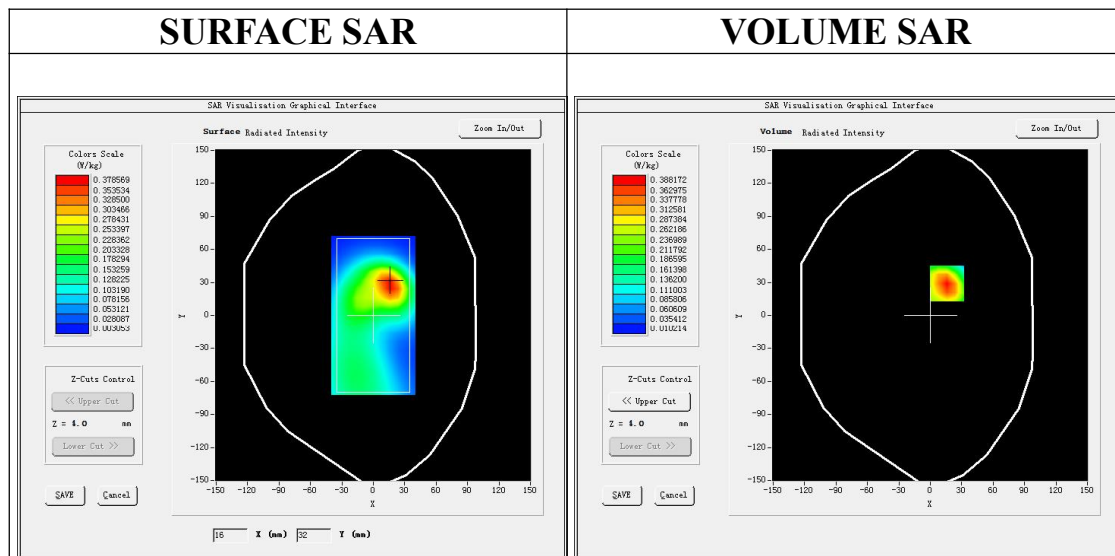 SURFACE SAR
VOLUME SAR
SAR Visualisation Graphical Interface
Surface Radiated Intensity
Zoom In/Out
Colors Scale
(W/kg)
0.378569
0.353534
0.328500
0.303466
0.278431
0.253397
0.228362
0.203328
0.178294
0.153259
0.128225
0.103190
0.078156
0.053121
0.028087
0.003053
150
120
90
60
30
0
-30
-60
-90
-120
-150
Y
-150 -120 -90 -60 -30 0 30 60 90 120 150
X
Z-Cuts Control
<< Upper Cut
Z = 4.0 mm
Lower Cut >>
SAVE Cancel
16 X (mm) 32 Y (mm)
SAR Visualisation Graphical Interface
Volume Radiated Intensity
Zoom In/Out
Colors Scale
(W/kg)
0.388172
0.362975
0.337778
0.312581
0.287384
0.262186
0.236989
0.211792
0.186595
0.161398
0.136200
0.111003
0.085806
0.060609
0.035412
0.010214
150
120
90
60
30
0
-30
-60
-90
-120
-150
Y
-150 -120 -90 -60 -30 0 30 60 90 120 150
X
Z-Cuts Control
<< Upper Cut
Z = 4.0 mm
Lower Cut >>
SAVE Cancel